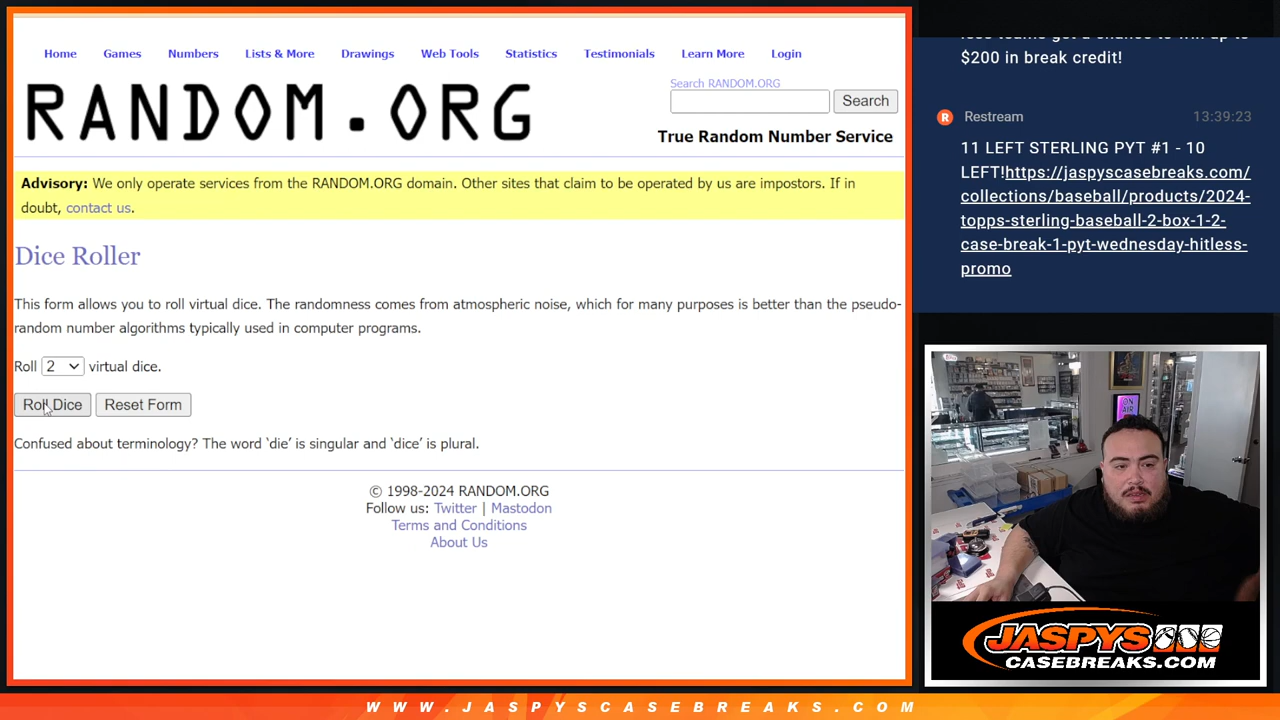 Home Games Numbers Lists & More Drawings Web Tools Statistics Testimonials Learn More Login
RANDOM.ORG
Search RANDOM.ORG
Search
True Random Number Service
Advisory: We only operate services from the RANDOM.ORG domain. Other sites that claim to be operated by us are impostors. If in
doubt, contact us.
Dice Roller
This form allows you to roll virtual dice. The randomness comes from atmospheric noise, which for many purposes is better than the pseudo-
random number algorithms typically used in computer programs.
Roll 2 virtual dice.
Roll Dice Reset Form
Confused about terminology? The word ‘die’ is singular and ‘dice’ is plural.
© 1998-2024 RANDOM.ORG
Follow us: Twitter | Mastodon
Terms and Conditions
About Us
$200 in break credit!
Restream 13:39:23
11 LEFT STERLING PYT #1 - 10
LEFT!https://jaspyscasebreaks.com/
collections/baseball/products/2024-
topps-sterling-baseball-2-box-1-2-
case-break-1-pyt-wednesday-hitless-
promo
ON AIR
JASPYS
CASEBREAKS.COM
WWW.JASPYSCASEBREAKS.COM